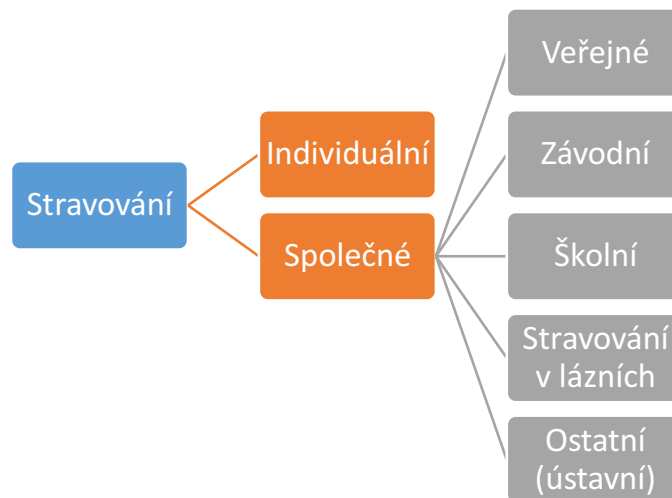 Stravování
Individuální
Společné
Veřejné
Závodní
Školní
Stravování
v lázních
Ostatní
(ústavní)